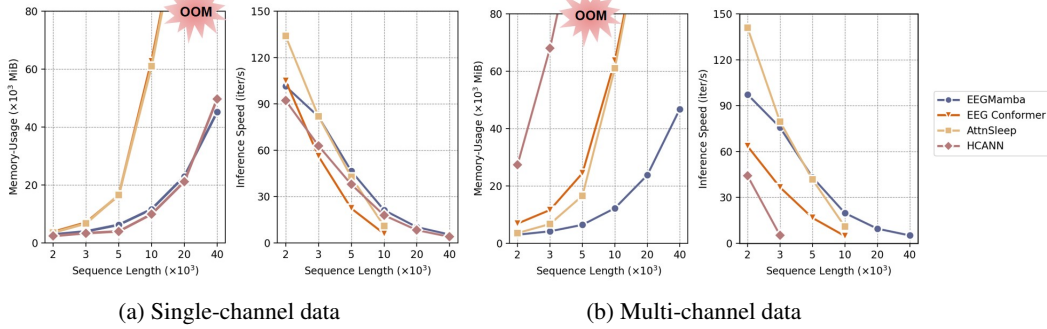 OOM
Memory-Usage (×10³ MiB)
80
60
40
20
0
2 3 5 10 20 40
Sequence Length (×10³)
Inference Speed (iter/s)
150
120
90
60
30
0
2 3 5 10 20 40
Sequence Length (×10³)
(a) Single-channel data
OOM
Memory-Usage (×10³ MiB)
80
60
40
20
0
2 3 5 10 20 40
Sequence Length (×10³)
Inference Speed (iter/s)
150
120
90
60
30
0
2 3 5 10 20 40
Sequence Length (×10³)
(b) Multi-channel data
EEGMamba
EEG Conformer
AttnSleep
HCANN